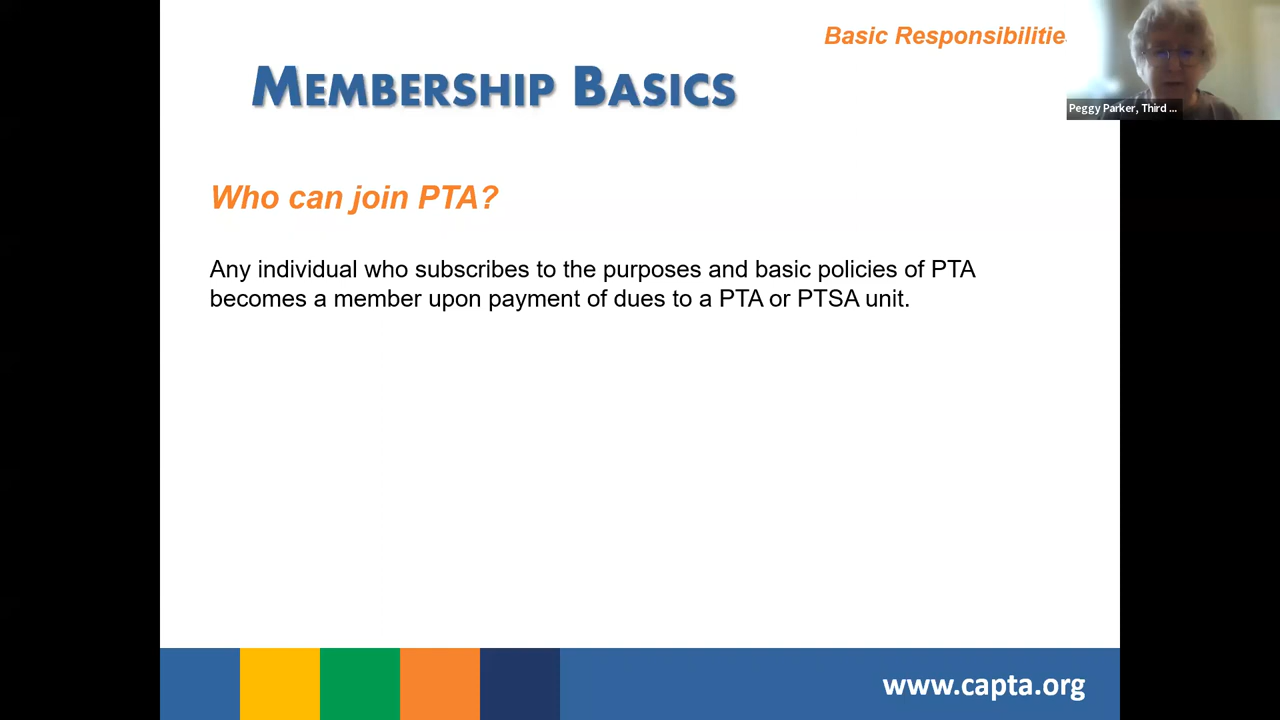 Basic Responsibilitie
MEMBERSHIP BASICS
Peggy Parker, Third ...
Who can join PTA?
Any individual who subscribes to the purposes and basic policies of PTA
becomes a member upon payment of dues to a PTA or PTSA unit.
www.capta.org